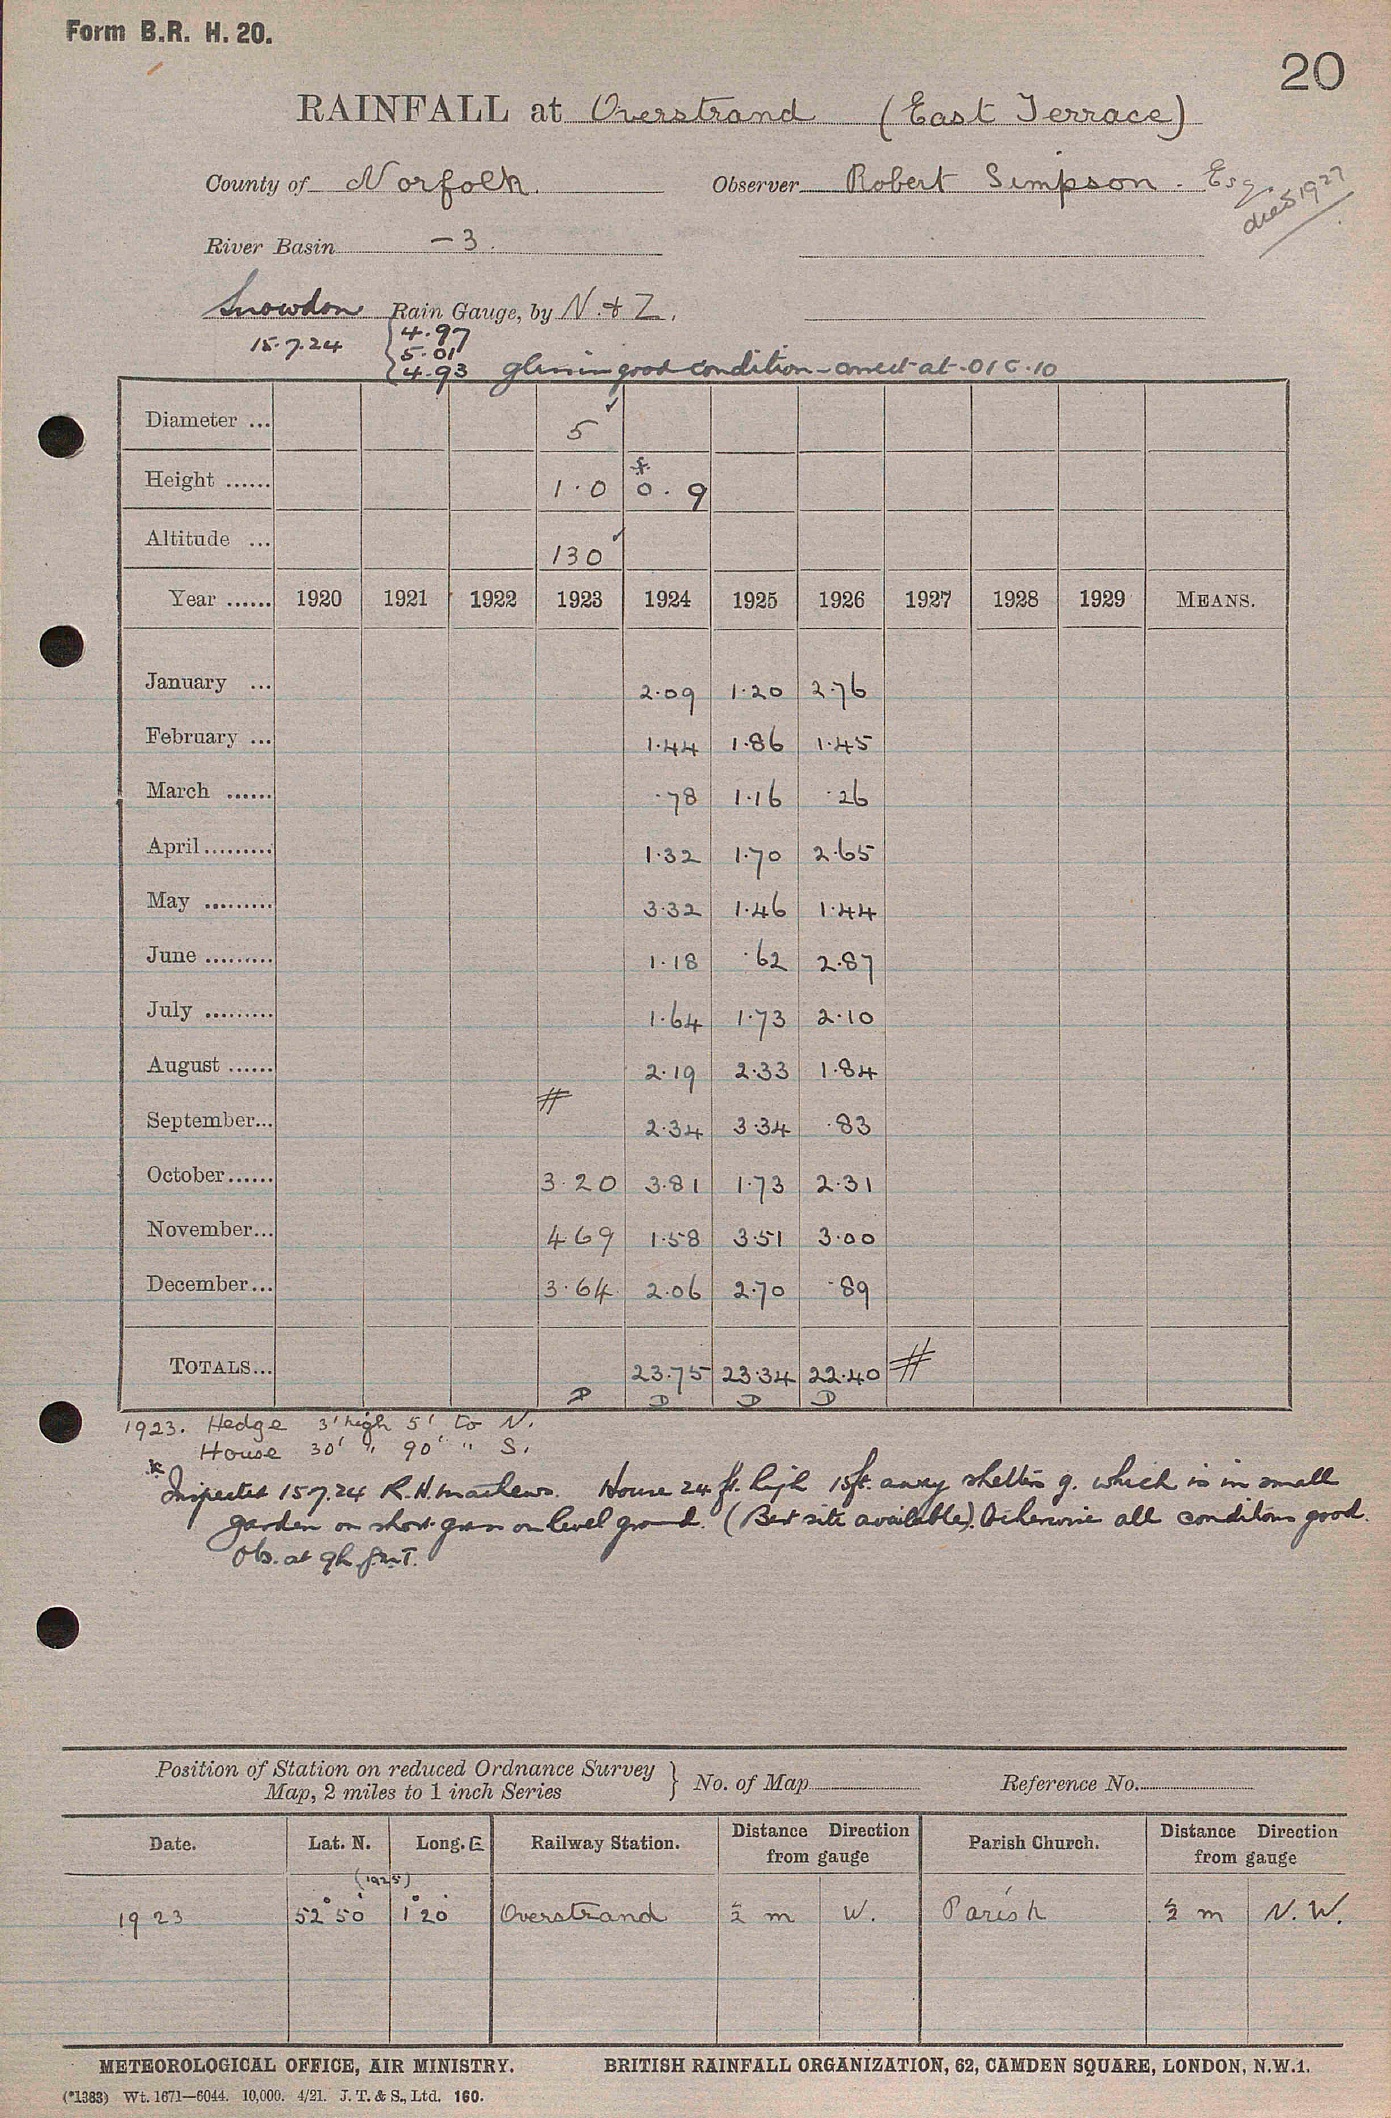 Form B.R. H. 20.
20
RAINFALL at Overstrand (East Terrace)
County of Norfolk. Observer Robert Simpson. Esq.
died 1927
River Basin -3.
Snowdon Rain Gauge, by N. & Z.
15.7.24 4.97
5.01
4.93 glass in good condition - correct at .01 & .10
Diameter ... 5
Height ...... 1.0 * 0.9
Altitude ... 130
Year ...... 1920 1921 1922 1923 1924 1925 1926 1927 1928 1929 MEANS.
January ... 2.09 1.20 2.76
February ... 1.44 1.86 1.45
March ...... .78 1.16 .26
April ......... 1.32 1.70 2.65
May ......... 3.32 1.46 1.44
June ......... 1.18 .62 2.87
July ......... 1.64 1.73 2.10
August ...... 2.19 2.33 1.84
September... 2.34 3.34 .83
October...... 3.20 3.81 1.73 2.31
November... 4.69 1.58 3.51 3.00
December... 3.64 2.06 2.70 .89
TOTALS... 23.75 23.34 22.40
D D D D
1923. Hedge 3' high 5' to N.
House 30' " 90' " S.
* Inspected 15.7.24 R.H. Mathews. House 24 ft. high 15ft. away shelters g. which is in small
garden on short grass on level ground. (Best site available). Otherwise all conditions good.
Obs. at 9h G.M.T.
Position of Station on reduced Ordnance Survey
Map, 2 miles to 1 inch Series } No. of Map Reference No.
Date. Lat. N. Long. E Railway Station. Distance Direction from gauge Parish Church. Distance Direction from gauge
(1925)
1923 52° 50' 1° 20' Overstrand ½ m W. Parish ½ m N.W.
METEOROLOGICAL OFFICE, AIR MINISTRY. BRITISH RAINFALL ORGANIZATION, 62, CAMDEN SQUARE, LONDON, N.W.1.
(*1383) Wt. 1671—6044. 10,000. 4/21. J. T. & S., Ltd. 160.